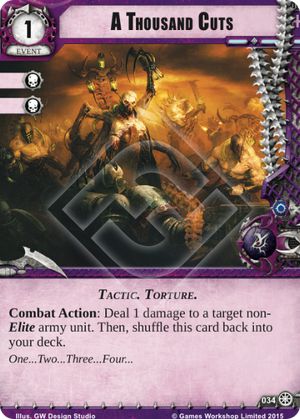 A Thousand Cuts
1
EVENT
Tactic. Torture.
Combat Action: Deal 1 damage to a target non-
Elite army unit. Then, shuffle this card back into
your deck.
One...Two...Three...Four...
034
Illus. GW Design Studio
© Games Workshop Limited 2015